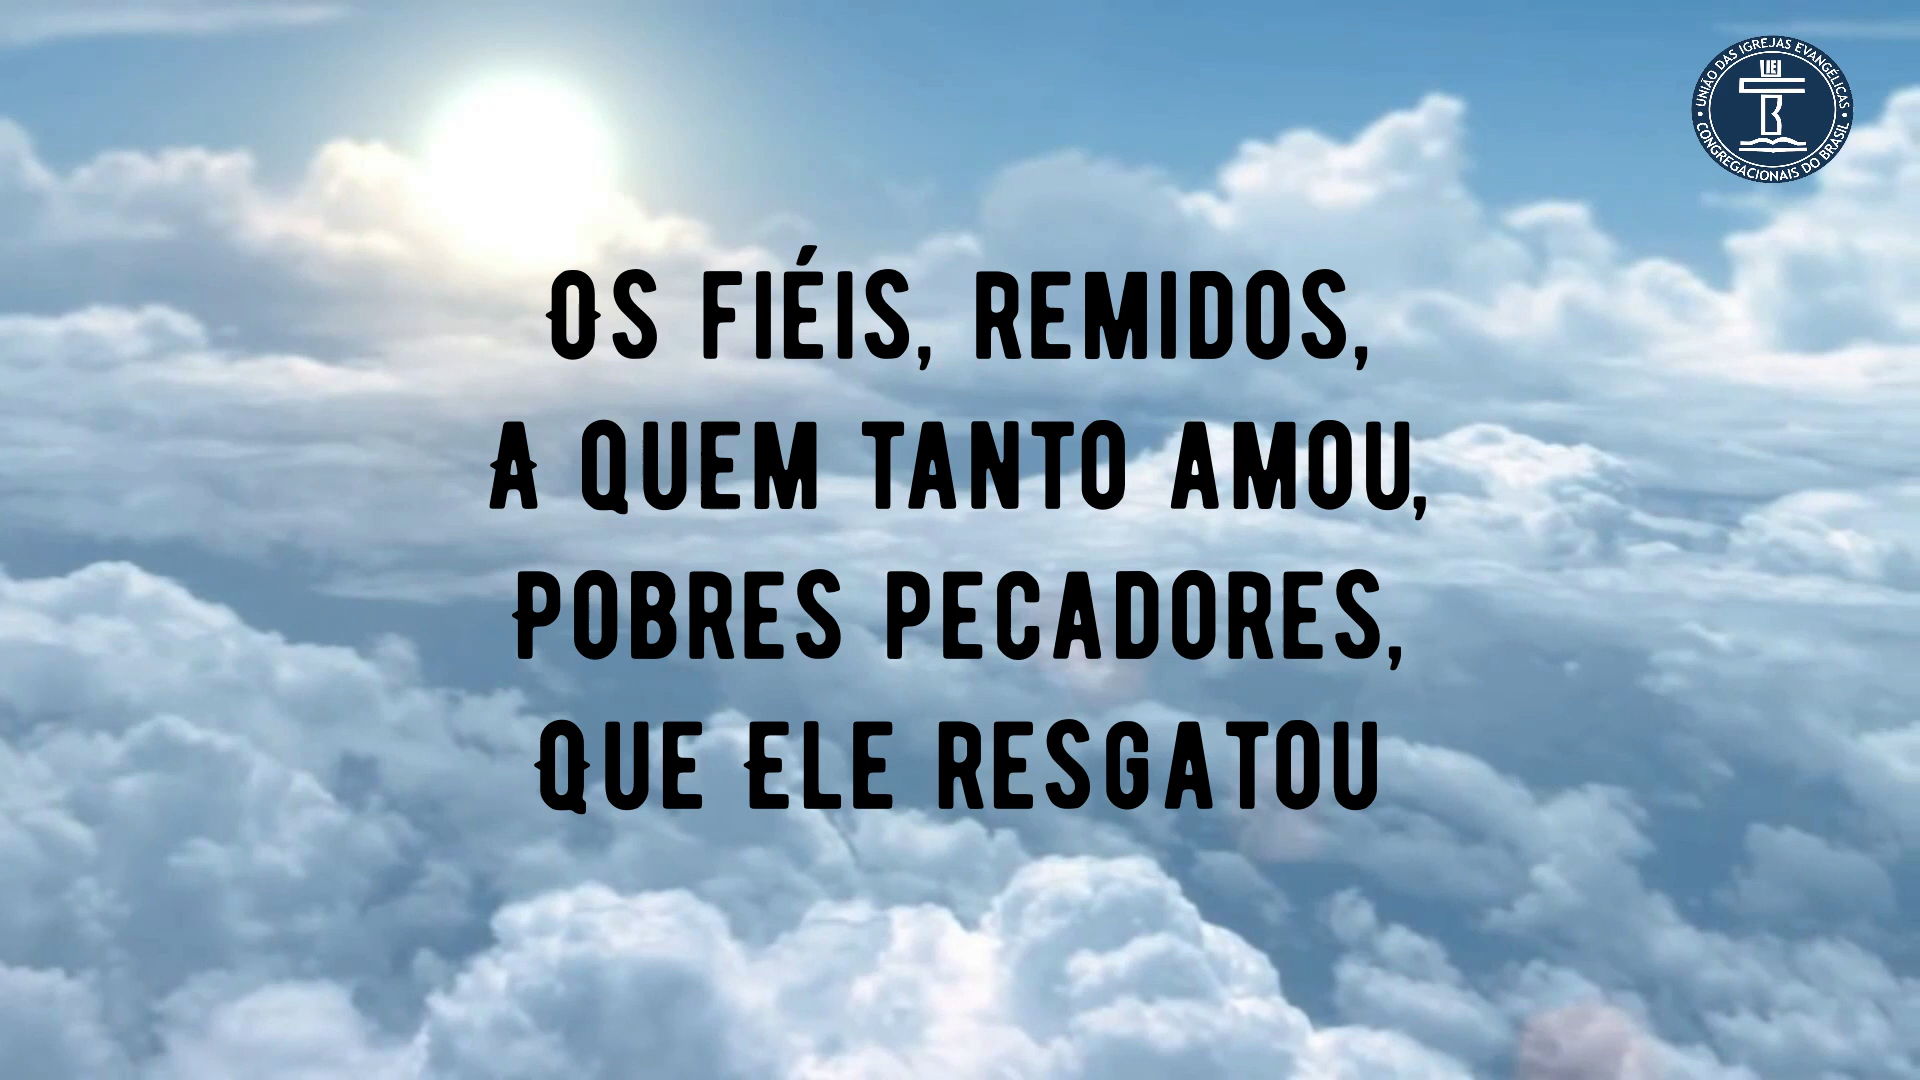 Os fiéis, remidos,
a quem tanto amou,
Pobres pecadores,
que Ele resgatou
UNIÃO DAS IGREJAS EVANGÉLICAS
CONGREGACIONAIS DO BRASIL